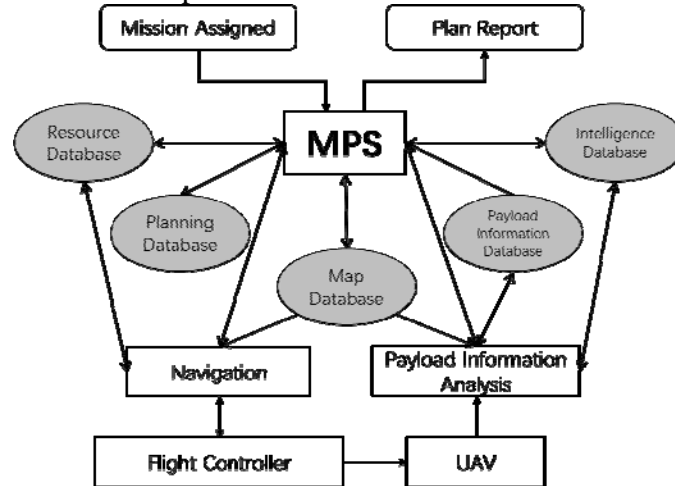 Mission Assigned
Plan Report
MPS
Resource
Database
Intelligence
Database
Planning
Database
Payload
Information
Database
Map
Database
Navigation
Payload Information
Analysis
Flight Controller
UAV